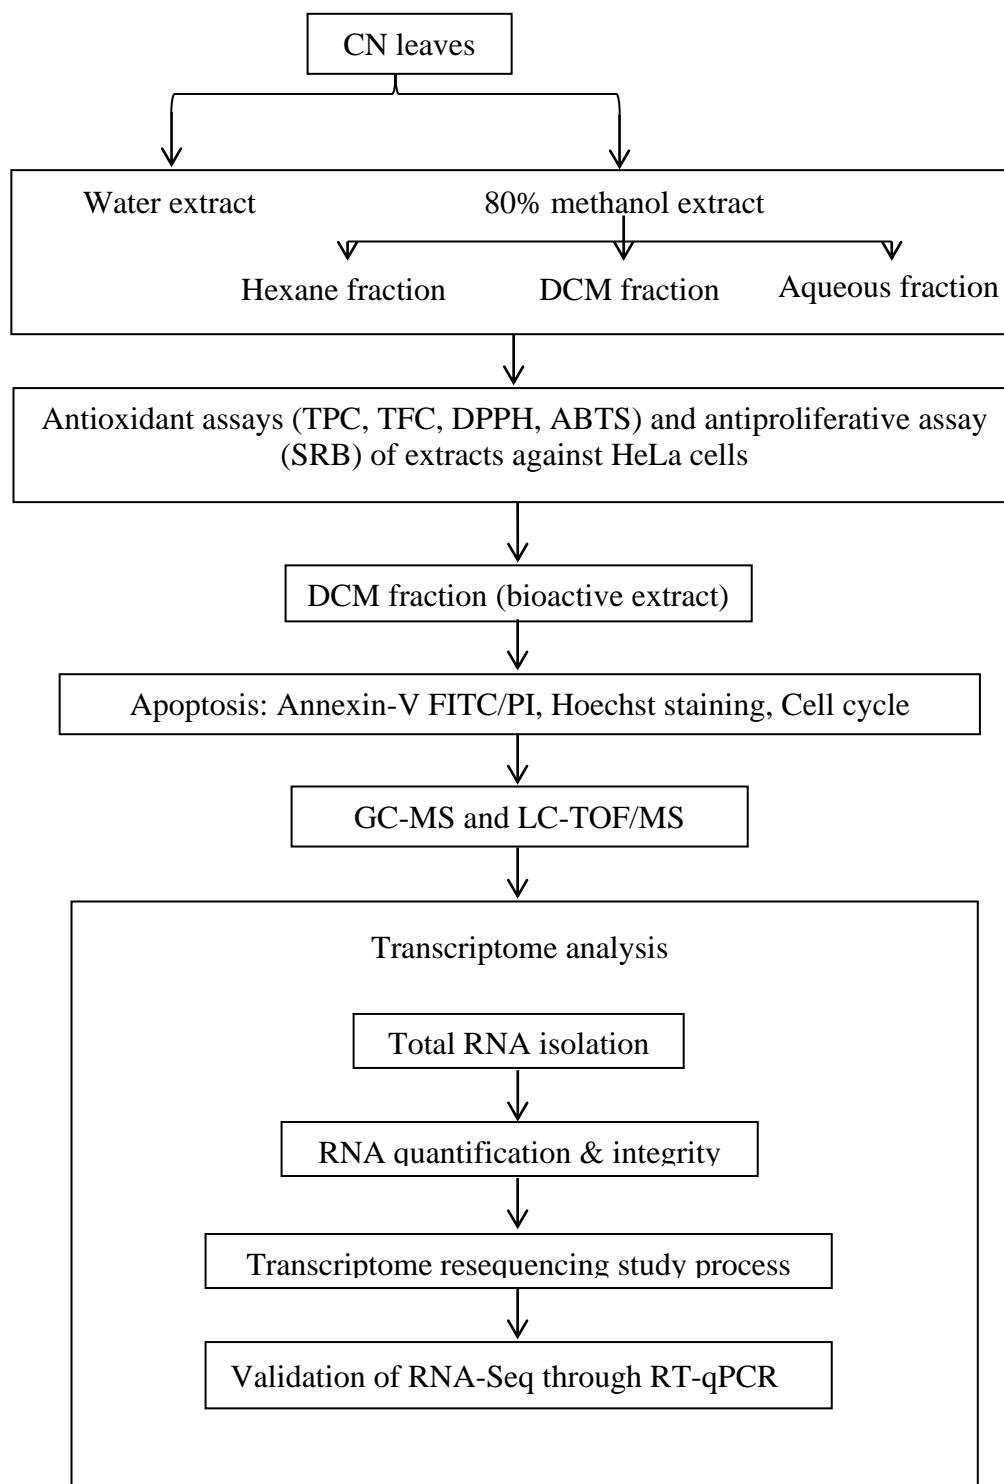 CN leaves
Water extract
80% methanol extract
Hexane fraction
DCM fraction
Aqueous fraction
Antioxidant assays (TPC, TFC, DPPH, ABTS) and antiproliferative assay
(SRB) of extracts against HeLa cells
DCM fraction (bioactive extract)
Apoptosis: Annexin-V FITC/PI, Hoechst staining, Cell cycle
GC-MS and LC-TOF/MS
Transcriptome analysis
Total RNA isolation
RNA quantification & integrity
Transcriptome resequencing study process
Validation of RNA-Seq through RT-qPCR